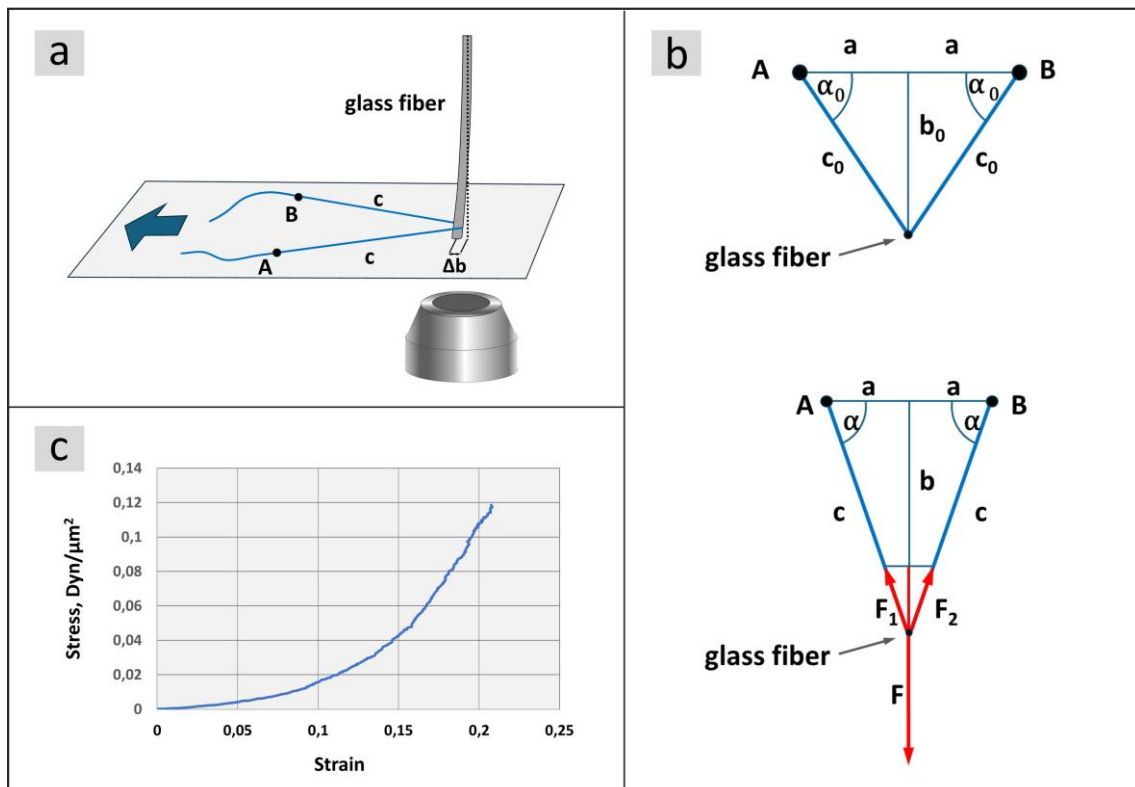 a
glass fiber
B
c
A
c
Δb
b
a a
A B
α₀ α₀
b₀
c₀ c₀
glass fiber
a a
A B
α α
b
c c
F₁ F₂
glass fiber
F
c
0,14
0,12
0,1
0,08
0,06
0,04
0,02
0
Stress, Dyn/µm²
0 0,05 0,1 0,15 0,2 0,25
Strain